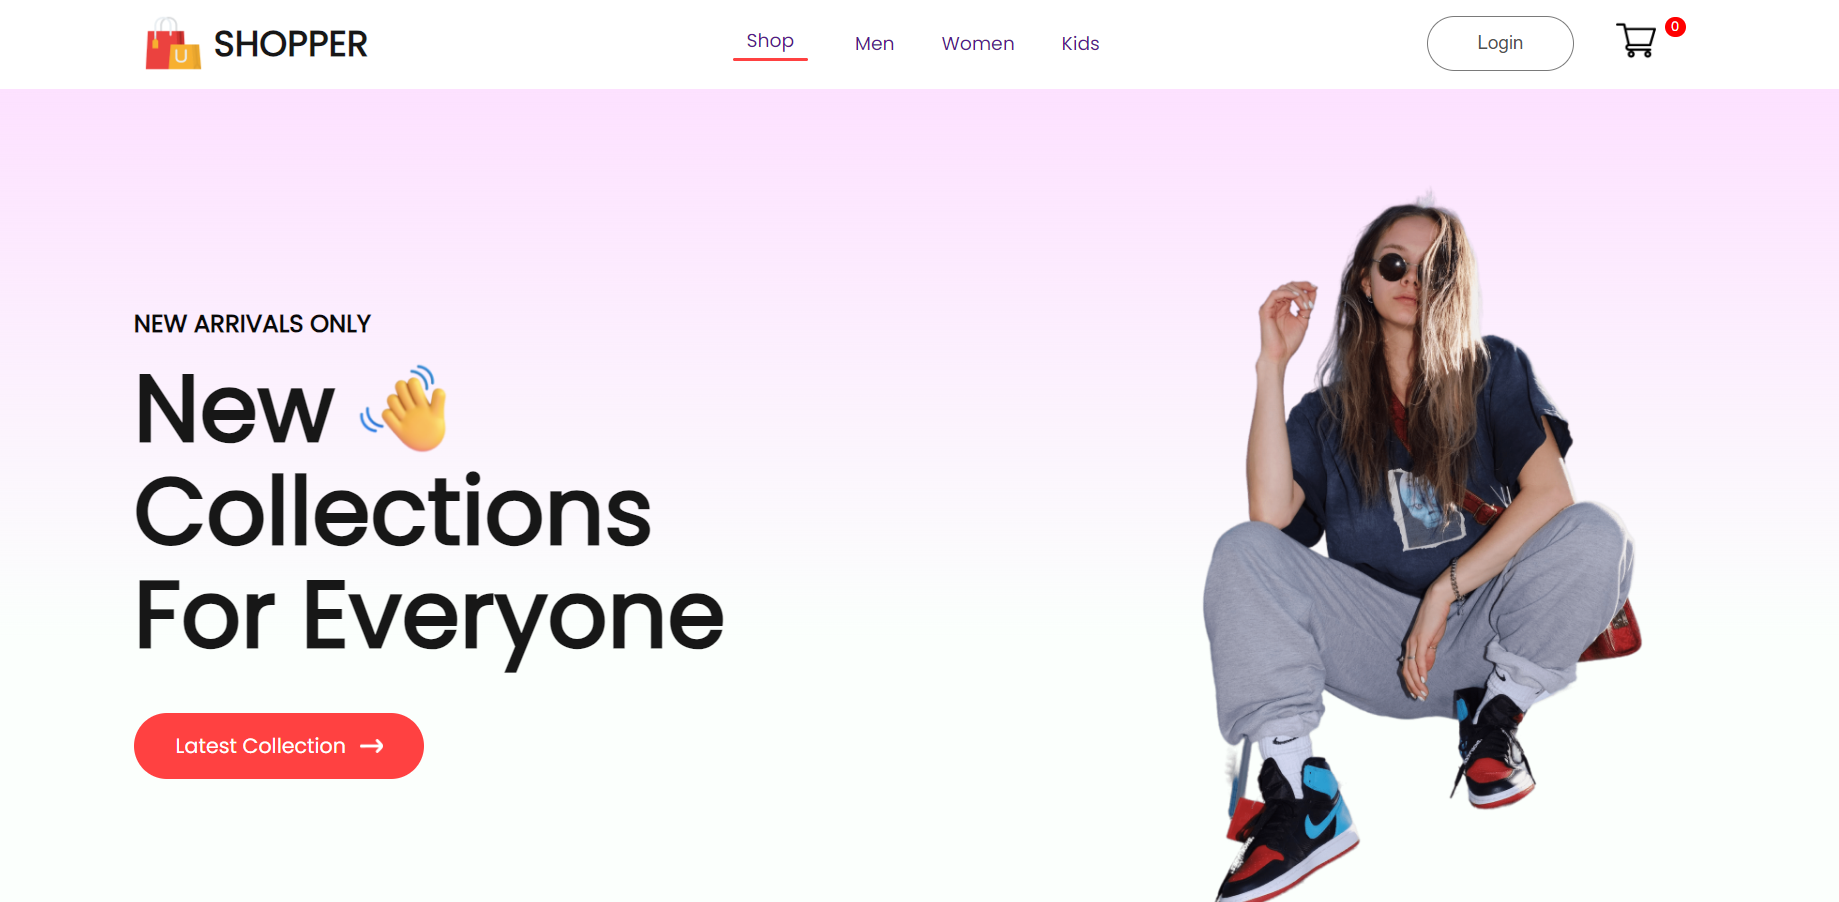 U
SHOPPER
Shop
Men
Women
Kids
Login
0
NEW ARRIVALS ONLY
New 👋
Collections
For Everyone
Latest Collection →